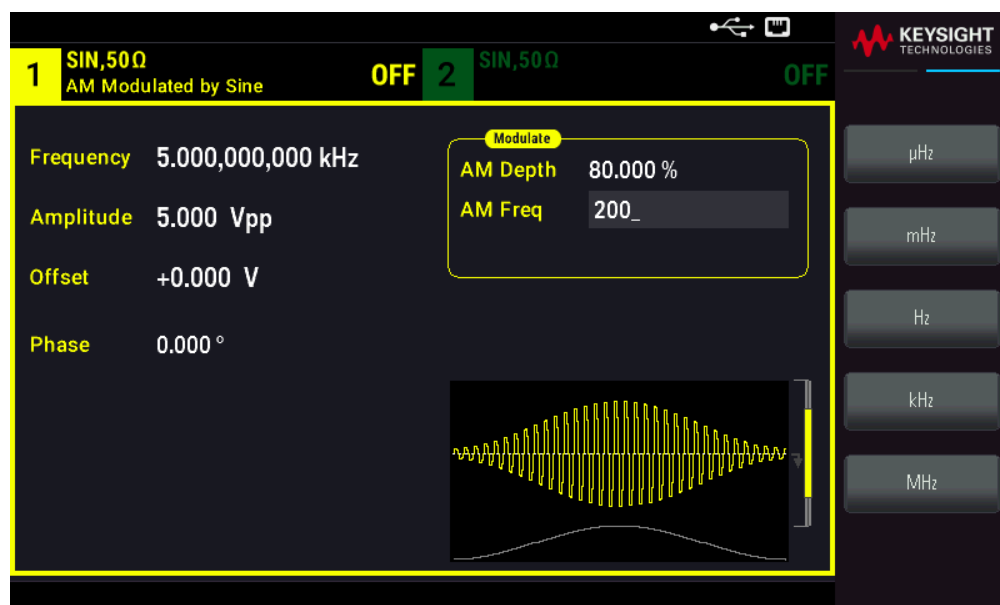 KEYSIGHT
TECHNOLOGIES
1 SIN,50Ω OFF
AM Modulated by Sine
2 SIN,50Ω OFF
Frequency 5.000,000,000 kHz
Amplitude 5.000 Vpp
Offset +0.000 V
Phase 0.000 °
Modulate
AM Depth 80.000 %
AM Freq 200_
µHz
mHz
Hz
kHz
MHz